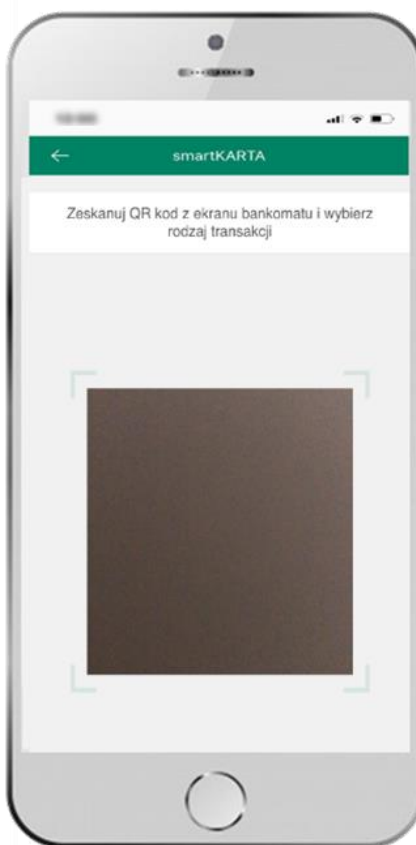 smartKARTA
Zeskanuj QR kod z ekranu bankomatu i wybierz
rodzaj transakcji